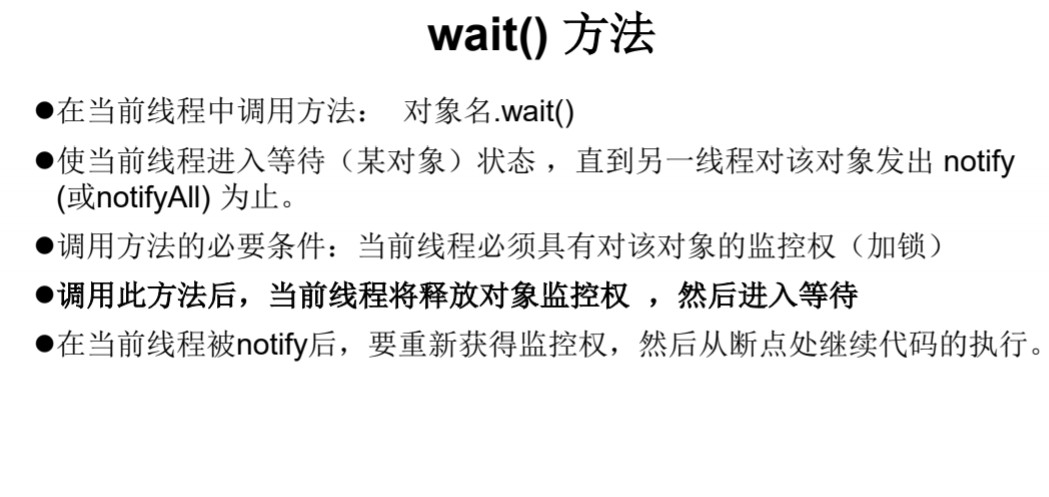 wait() 方法
●在当前线程中调用方法： 对象名.wait()
●使当前线程进入等待（某对象）状态 ，直到另一线程对该对象发出 notify
(或notifyAll) 为止。
●调用方法的必要条件：当前线程必须具有对该对象的监控权（加锁）
●调用此方法后，当前线程将释放对象监控权 ，然后进入等待
●在当前线程被notify后，要重新获得监控权，然后从断点处继续代码的执行。